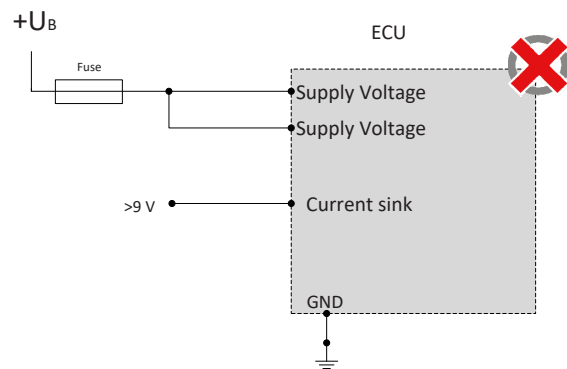 +UB
ECU
Fuse
Supply Voltage
Supply Voltage
>9 V
Current sink
GND